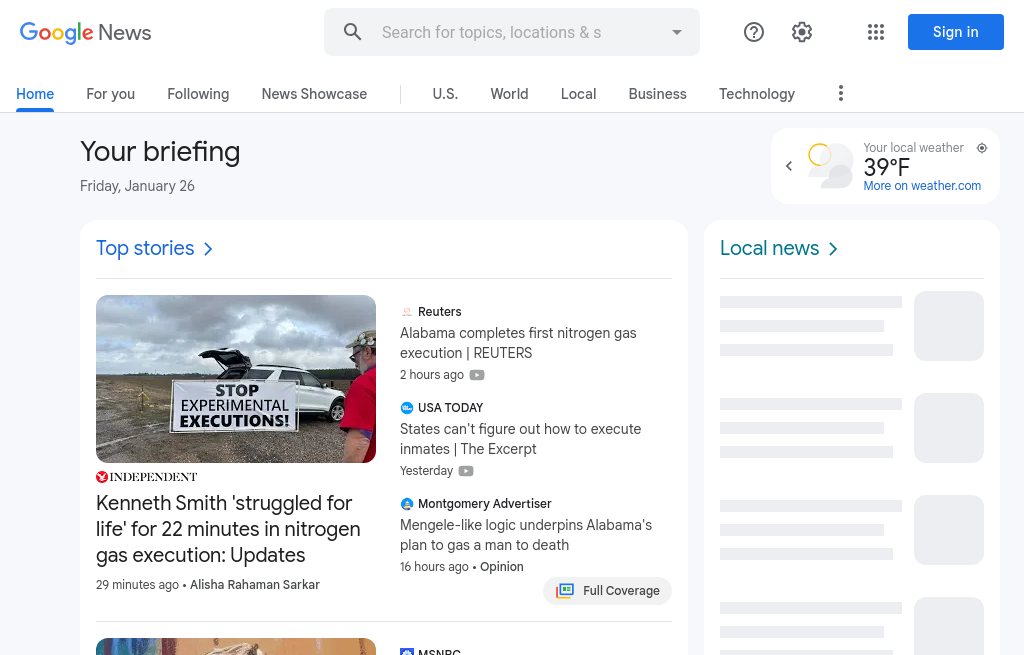 Google News
Search for topics, locations & s
Sign in
Home
For you
Following
News Showcase
U.S.
World
Local
Business
Technology
Your briefing
Friday, January 26
Your local weather
39°F
More on weather.com
Top stories
STOP
EXPERIMENTAL
EXECUTIONS!
INDEPENDENT
Kenneth Smith 'struggled for
life' for 22 minutes in nitrogen
gas execution: Updates
29 minutes ago • Alisha Rahaman Sarkar
Reuters
Alabama completes first nitrogen gas
execution | REUTERS
2 hours ago
USA TODAY
States can't figure out how to execute
inmates | The Excerpt
Yesterday
Montgomery Advertiser
Mengele-like logic underpins Alabama's
plan to gas a man to death
16 hours ago • Opinion
Full Coverage
MSNBC
Local news